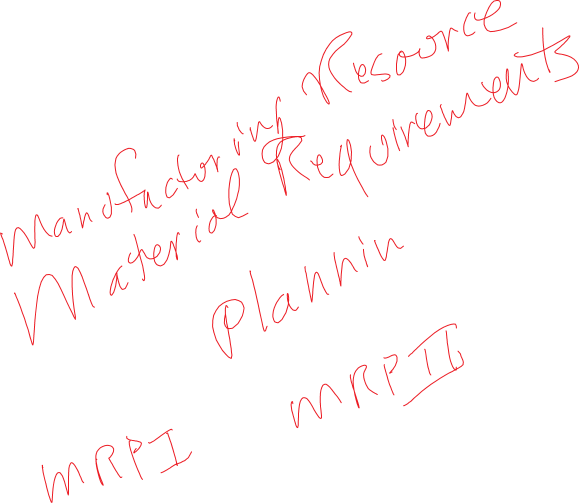 Manufacturing Resource
Material Requirements
Plannin
MRPI MRPII